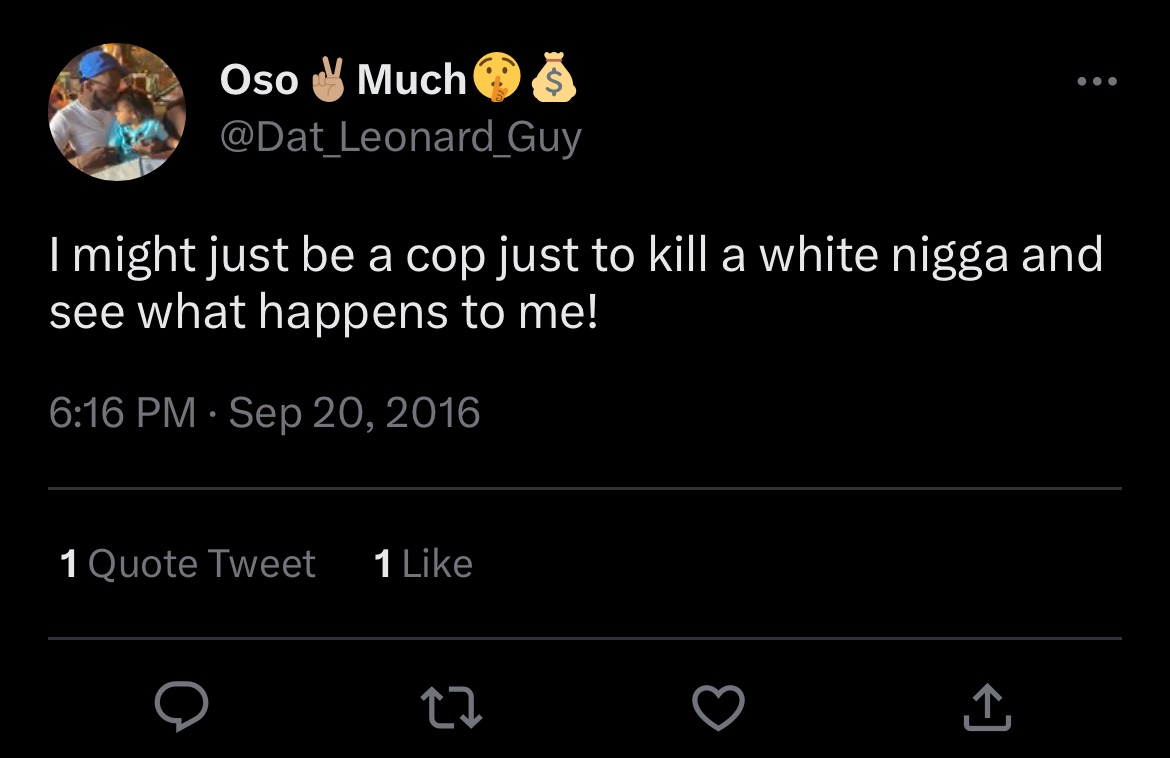 Oso✌🏽Much🤫💰
@Dat_Leonard_Guy
I might just be a cop just to kill a white nigga and
see what happens to me!
6:16 PM · Sep 20, 2016
1 Quote Tweet 1 Like